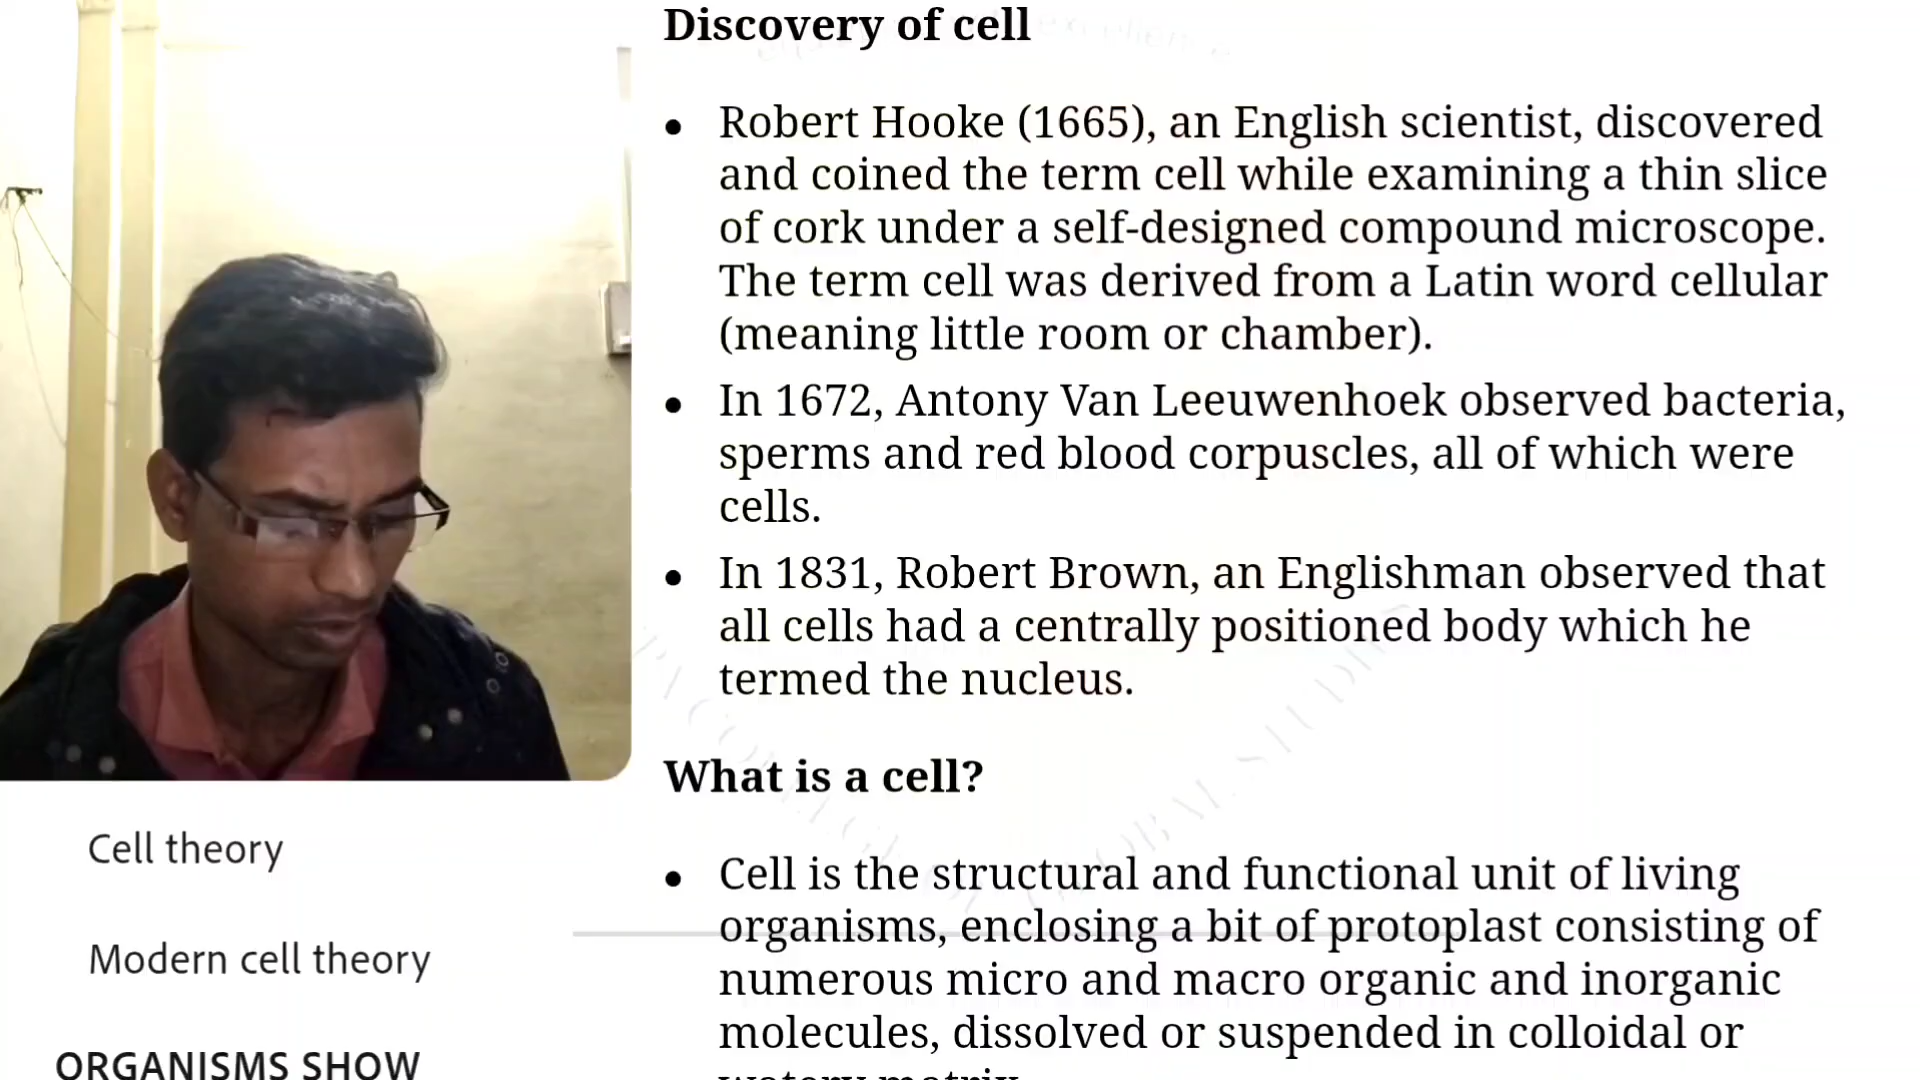 Discovery of cell
• Robert Hooke (1665), an English scientist, discovered
and coined the term cell while examining a thin slice
of cork under a self-designed compound microscope.
The term cell was derived from a Latin word cellular
(meaning little room or chamber).
• In 1672, Antony Van Leeuwenhoek observed bacteria,
sperms and red blood corpuscles, all of which were
cells.
• In 1831, Robert Brown, an Englishman observed that
all cells had a centrally positioned body which he
termed the nucleus.
What is a cell?
• Cell is the structural and functional unit of living
organisms, enclosing a bit of protoplast consisting of
numerous micro and macro organic and inorganic
molecules, dissolved or suspended in colloidal or
watery matrix
Cell theory
Modern cell theory
ORGANISMS SHOW